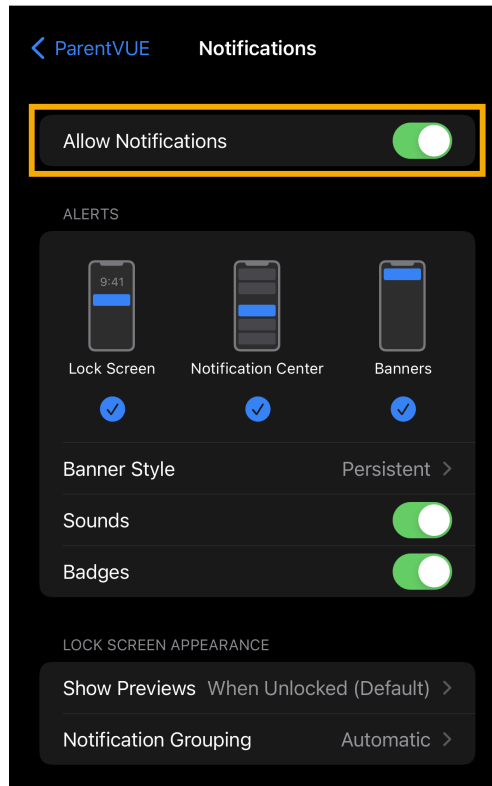 ParentVUE Notifications
Allow Notifications
ALERTS
9:41
Lock Screen Notification Center Banners
Banner Style Persistent
Sounds
Badges
LOCK SCREEN APPEARANCE
Show Previews When Unlocked (Default)
Notification Grouping Automatic